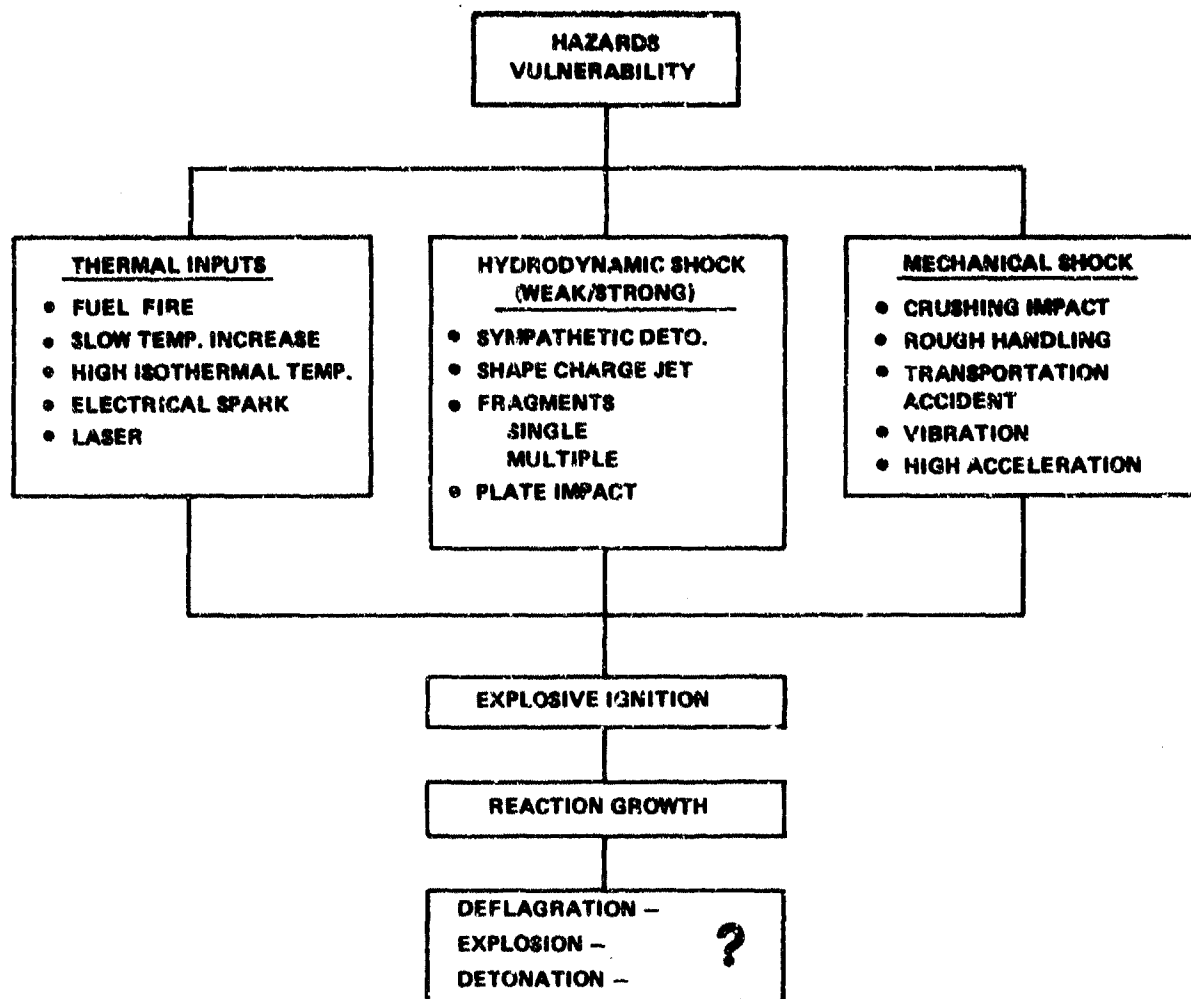 HAZARDS
VULNERABILITY
THERMAL INPUTS
• FUEL FIRE
• SLOW TEMP. INCREASE
• HIGH ISOTHERMAL TEMP.
• ELECTRICAL SPARK
• LASER
HYDRODYNAMIC SHOCK
(WEAK/STRONG)
• SYMPATHETIC DETO.
• SHAPE CHARGE JET
• FRAGMENTS
SINGLE
MULTIPLE
• PLATE IMPACT
MECHANICAL SHOCK
• CRUSHING IMPACT
• ROUGH HANDLING
• TRANSPORTATION
ACCIDENT
• VIBRATION
• HIGH ACCELERATION
EXPLOSIVE IGNITION
REACTION GROWTH
DEFLAGRATION –
EXPLOSION –
DETONATION –
?